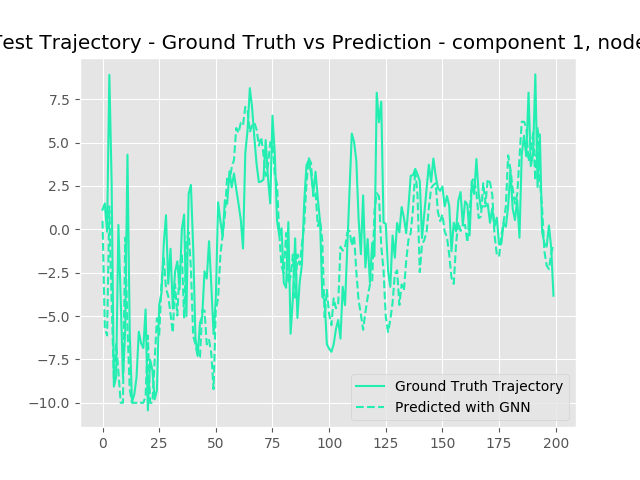 Test Trajectory - Ground Truth vs Prediction - component 1, node
7.5
5.0
2.5
0.0
−2.5
−5.0
−7.5
−10.0
Ground Truth Trajectory
Predicted with GNN
0 25 50 75 100 125 150 175 200